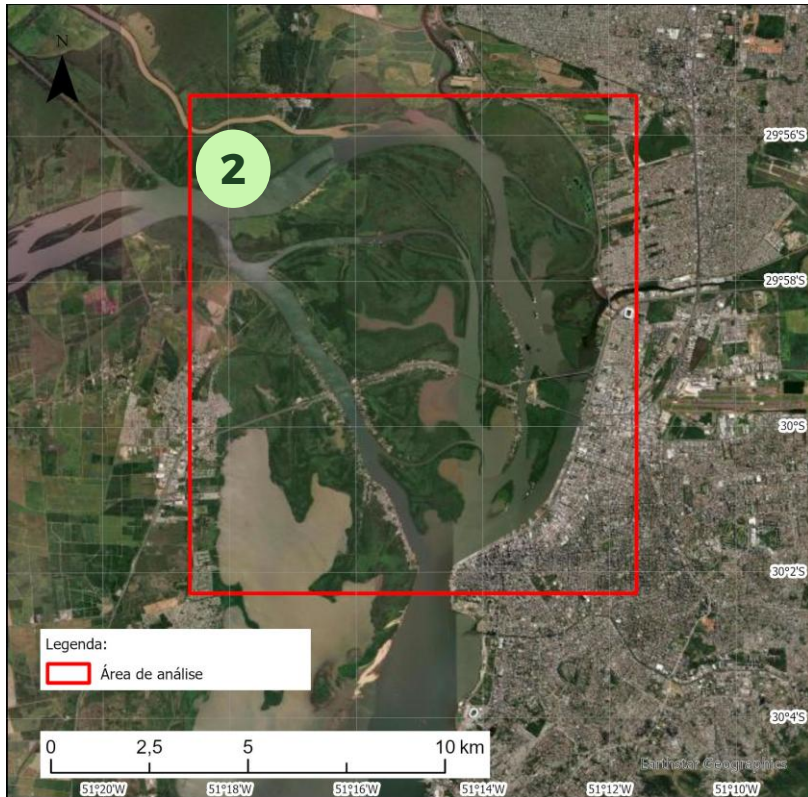 N
2
29°56'S
29°58'S
30°S
30°2'S
30°4'S
Legenda:
Área de análise
0 2,5 5 10 km
Earthstar Geographics
51°20'W 51°18'W 51°16'W 51°14'W 51°12'W 51°10'W